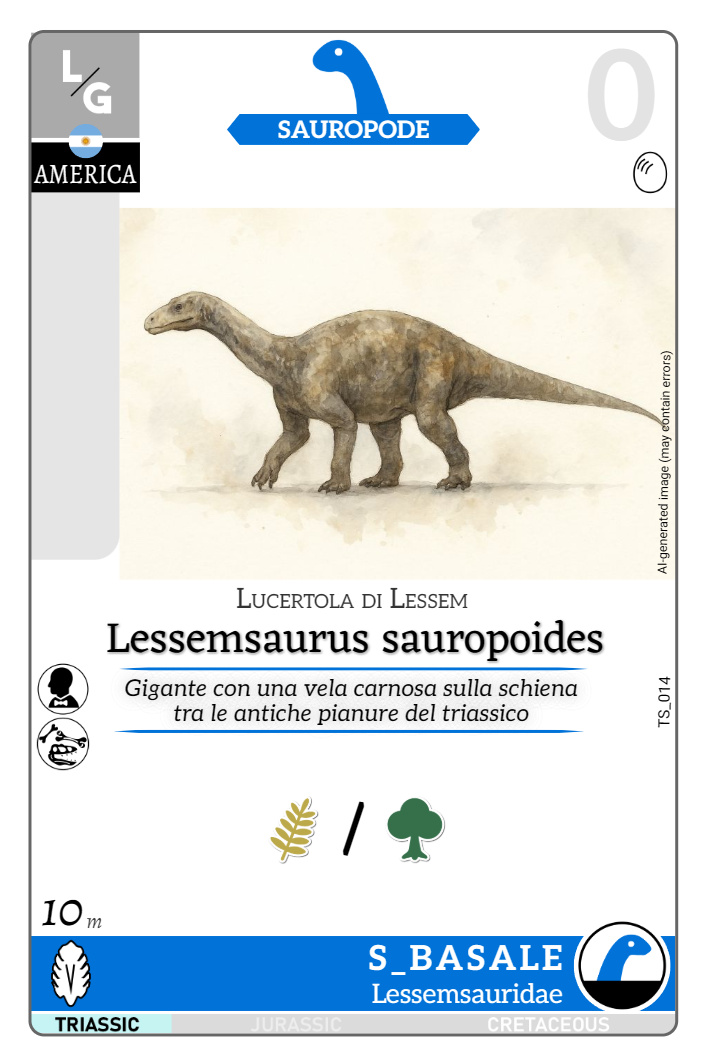 L/G
SAUROPODE
0
AMERICA
AI-generated image (may contain errors)
Lucertola di Lessem
Lessemsaurus sauropoides
Gigante con una vela carnosa sulla schiena
tra le antiche pianure del triassico
TS_014
/
10 m
S_BASALE
Lessemsauridae
TRIASSIC JURASSIC CRETACEOUS